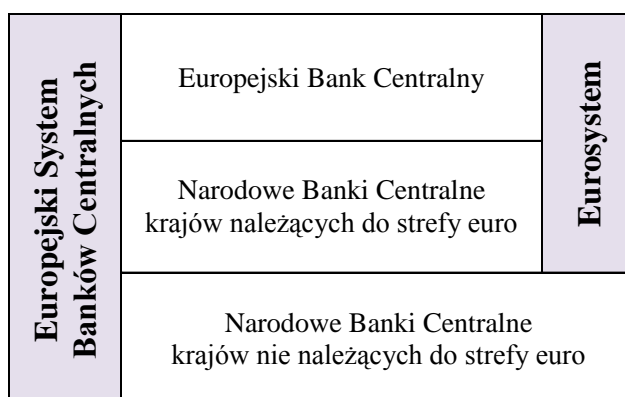 Europejski System
Banków Centralnych
Europejski Bank Centralny
Narodowe Banki Centralne
krajów należących do strefy euro
Eurosystem
Narodowe Banki Centralne
krajów nie należących do strefy euro